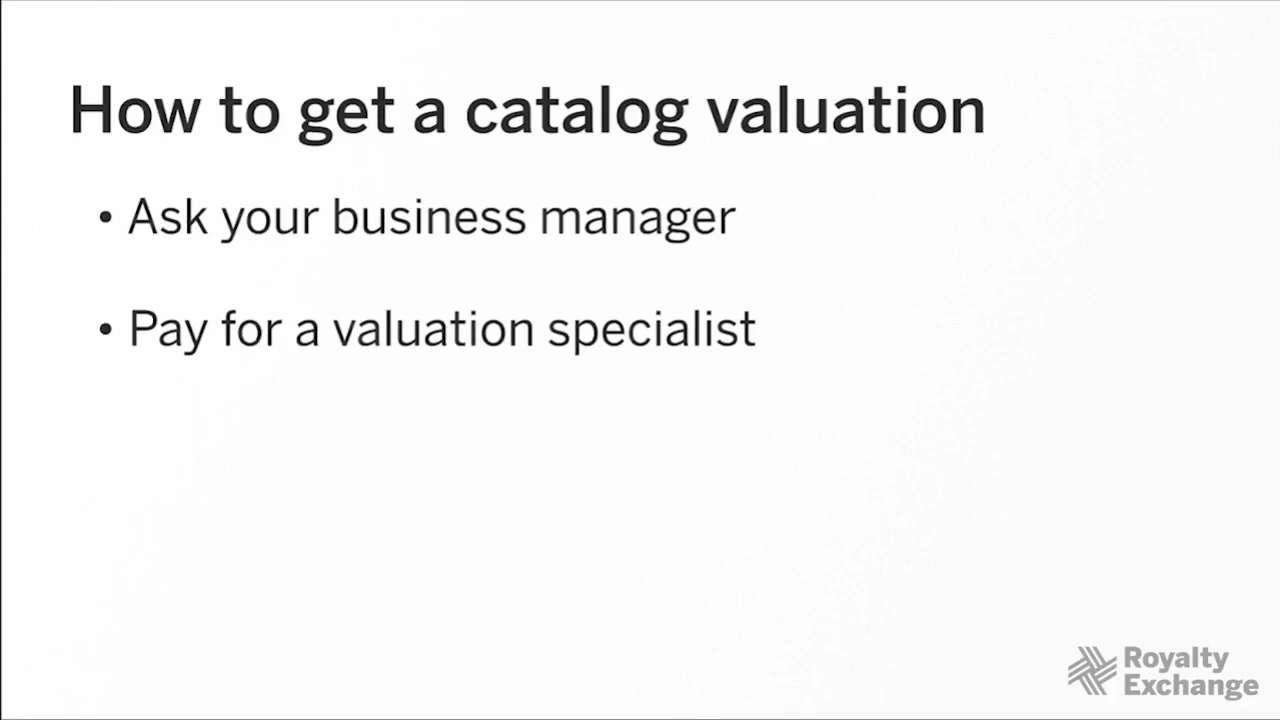 How to get a catalog valuation
• Ask your business manager
• Pay for a valuation specialist
Royalty
Exchange